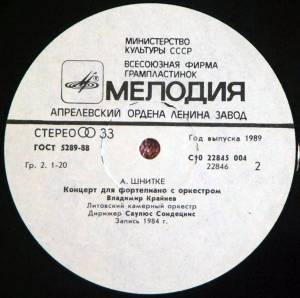 МИНИСТЕРСТВО
КУЛЬТУРЫ СССР
ВСЕСОЮЗНАЯ ФИРМА
ГРАМПЛАСТИНОК
МЕЛОДИЯ
АПРЕЛЕВСКИЙ ОРДЕНА ЛЕНИНА ЗАВОД
СТЕРЕО 33
ГОСТ 5289-88
Гр. 2. 1-20
Год выпуска 1989
С10 22845 004
22846 2
А. ШНИТКЕ
Концерт для фортепиано с оркестром
Владимир Крайнев
Литовский камерный оркестр
Дирижер Саулюс Сондецкис
Запись 1984 г.